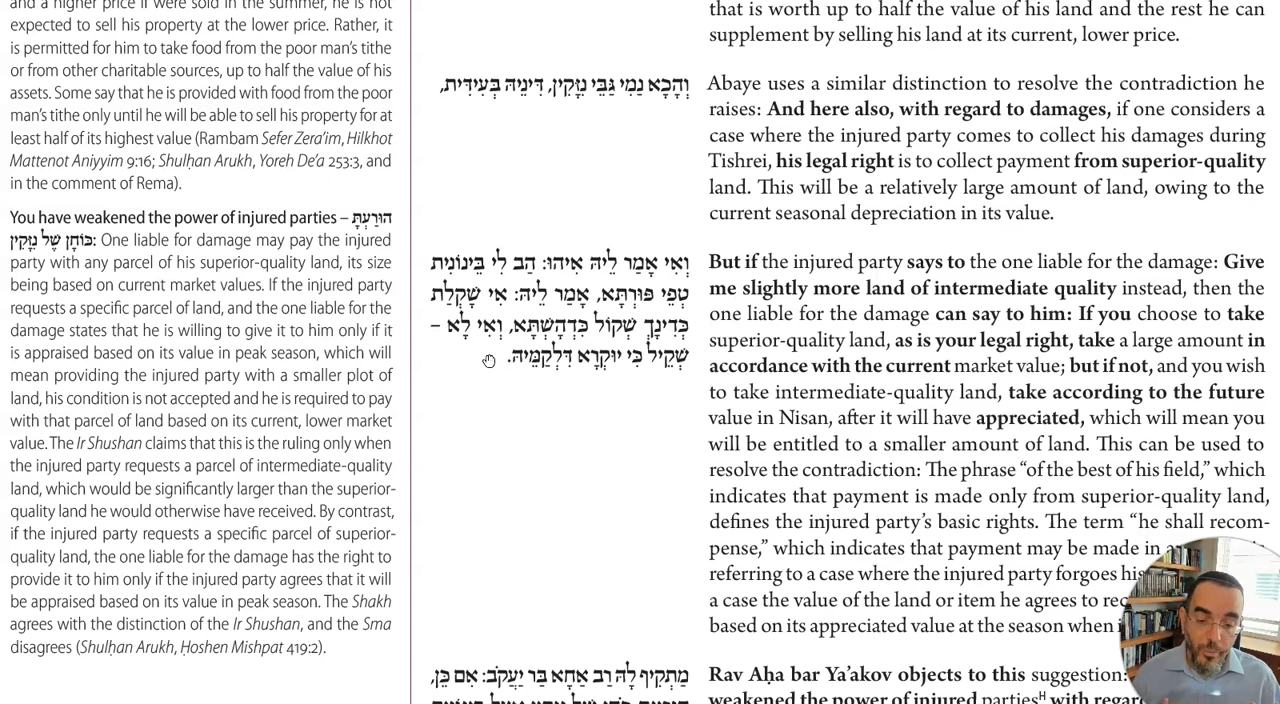 and a higher price if were sold in the summer, he is not
expected to sell his property at the lower price. Rather, it
is permitted for him to take food from the poor man's tithe
or from other charitable sources, up to half the value of his
assets. Some say that he is provided with food from the poor
man's tithe only until he will be able to sell his property for at
least half of its highest value (Rambam Sefer Zera'im, Hilkhot
Mattenot Aniyyim 9:16; Shulḥan Arukh, Yoreh De'a 253:3, and
in the comment of Rema).
You have weakened the power of injured parties – הוּרַעְתָּ
כּוֹחָן שֶׁל נִזָּקִין: One liable for damage may pay the injured
party with any parcel of his superior-quality land, its size
being based on current market values. If the injured party
requests a specific parcel of land, and the one liable for the
damage states that he is willing to give it to him only if it
is appraised based on its value in peak season, which will
mean providing the injured party with a smaller plot of
land, his condition is not accepted and he is required to pay
with that parcel of land based on its current, lower market
value. The Ir Shushan claims that this is the ruling only when
the injured party requests a parcel of intermediate-quality
land, which would be significantly larger than the superior-
quality land he would otherwise have received. By contrast,
if the injured party requests a specific parcel of superior-
quality land, the one liable for the damage has the right to
provide it to him only if the injured party agrees that it will
be appraised based on its value in peak season. The Shakh
agrees with the distinction of the Ir Shushan, and the Sma
disagrees (Shulḥan Arukh, Ḥoshen Mishpat 419:2).
וְהָכָא נַמִי גַּבֵּי נִזָּקִין, דִּינֵיהּ בְּעִידִּית,
וְאִי אָמַר לֵיהּ אִיהוּ: הַב לִי בֵּינוֹנִית
טְפֵי פּוּרְתָּא, אָמַר לֵיהּ: אִי שָׁקְלַתְ
כְּדִינָךְ שְׁקוֹל כִּדְהָשְׁתָּא, וְאִי לָא –
שְׁקֵיל כִּי יוּקְרָא דִּלְקַמֵּיהּ.
מַתְקֵיף לָהּ רַב אַחָא בַּר יַעֲקֹב: אִם כֵּן,
that is worth up to half the value of his land and the rest he can
supplement by selling his land at its current, lower price.
Abaye uses a similar distinction to resolve the contradiction he
raises: And here also, with regard to damages, if one considers a
case where the injured party comes to collect his damages during
Tishrei, his legal right is to collect payment from superior-quality
land. This will be a relatively large amount of land, owing to the
current seasonal depreciation in its value.
But if the injured party says to the one liable for the damage: Give
me slightly more land of intermediate quality instead, then the
one liable for the damage can say to him: If you choose to take
superior-quality land, as is your legal right, take a large amount in
accordance with the current market value; but if not, and you wish
to take intermediate-quality land, take according to the future
value in Nisan, after it will have appreciated, which will mean you
will be entitled to a smaller amount of land. This can be used to
resolve the contradiction: The phrase "of the best of his field," which
indicates that payment is made only from superior-quality land,
defines the injured party's basic rights. The term "he shall recom-
pense," which indicates that payment may be made in
referring to a case where the injured party forgoes his
a case the value of the land or item he agrees to
based on its appreciated value at the season when
Rav Aḥa bar Ya'akov objects to this suggestion:
weakened the power of injured partiesᴴ with